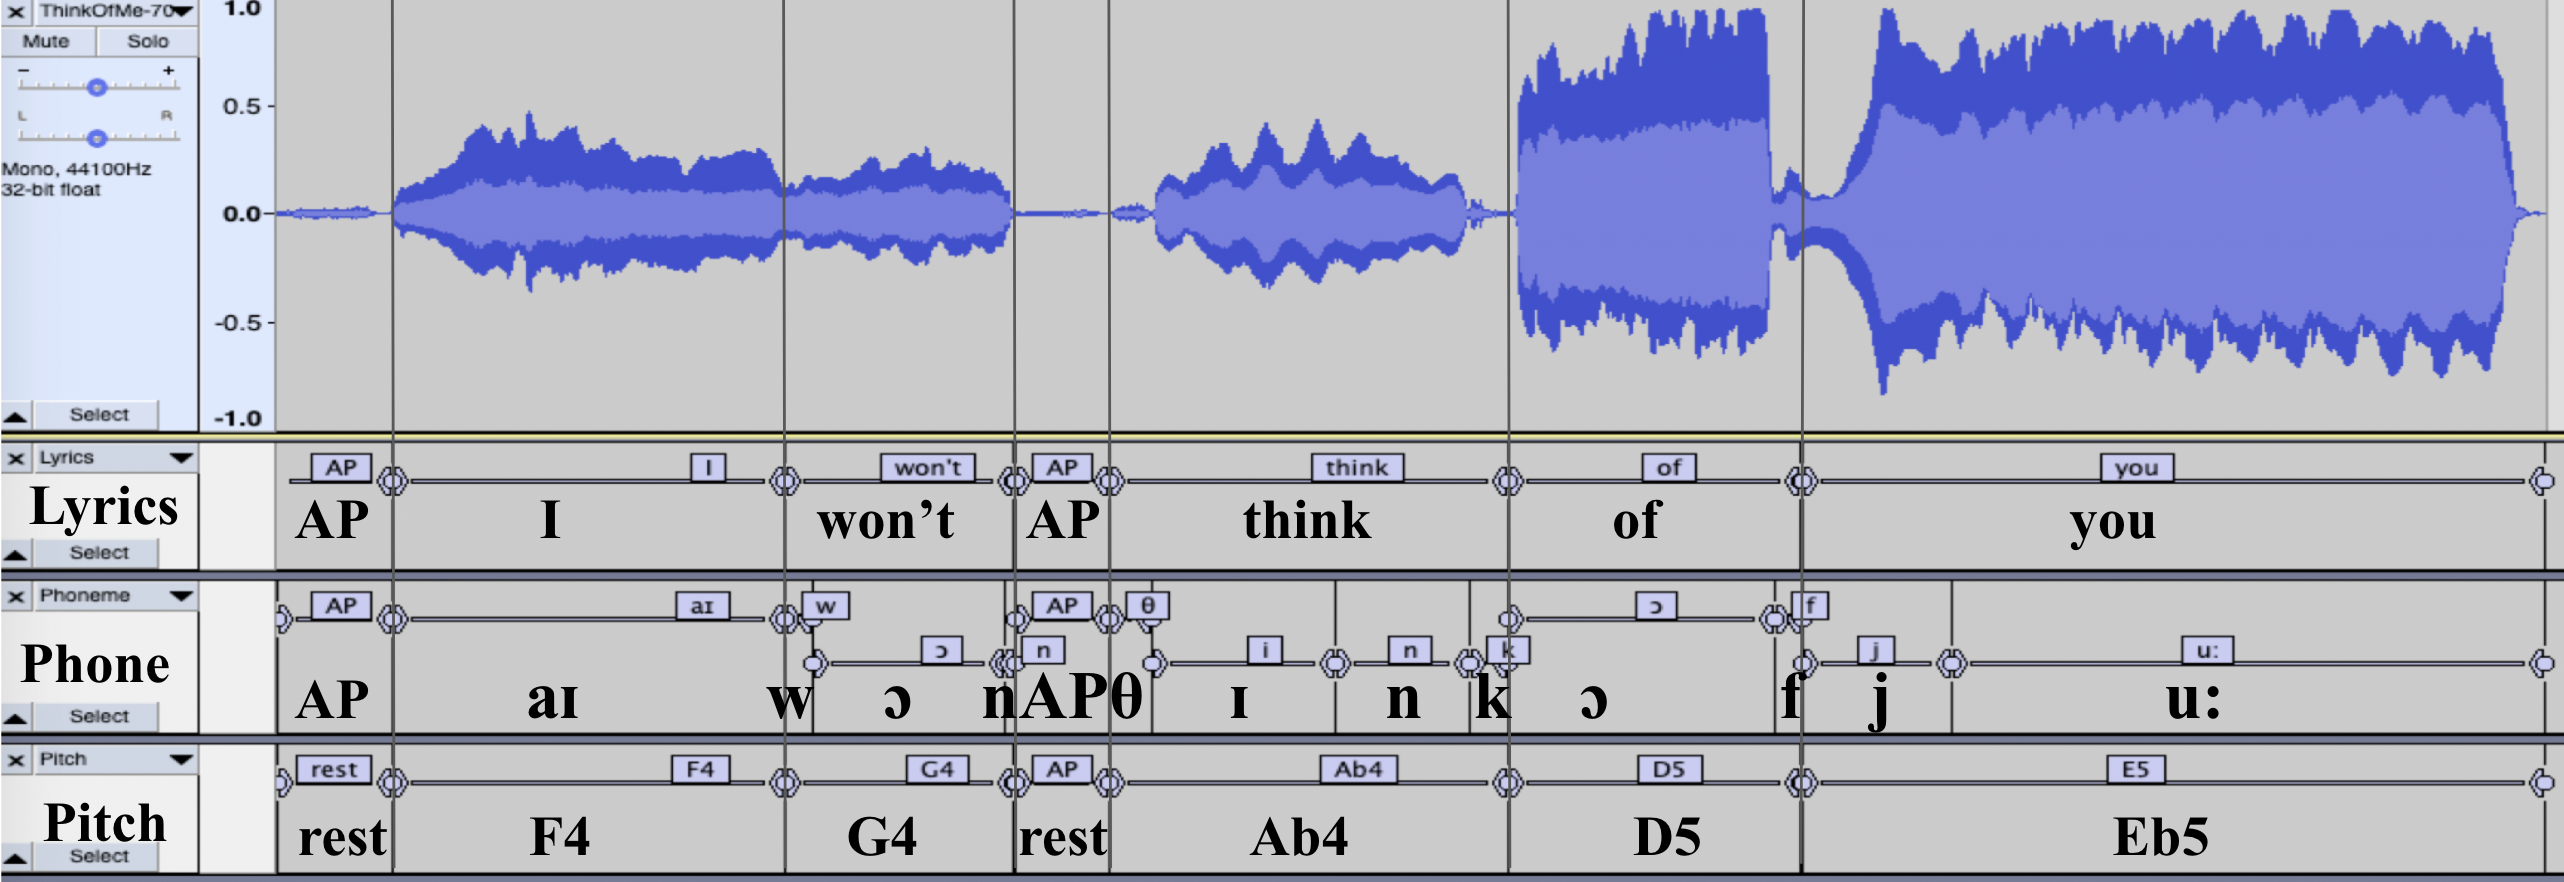 ThinkOfMe-70
Mute Solo
- +
L R
Mono, 44100Hz
32-bit float
Select
1.0
0.5
0.0
-0.5
-1.0
Lyrics
AP I won't AP think of you
Lyrics AP I won’t AP think of you
Select
Phoneme
AP aɪ w AP θ ɔ f
ɔ n i n k j u:
Phone AP aɪ w ɔ n AP θ ɪ n k ɔ f j u:
Select
Pitch
rest F4 G4 AP Ab4 D5 E5
Pitch rest F4 G4 rest Ab4 D5 Eb5
Select